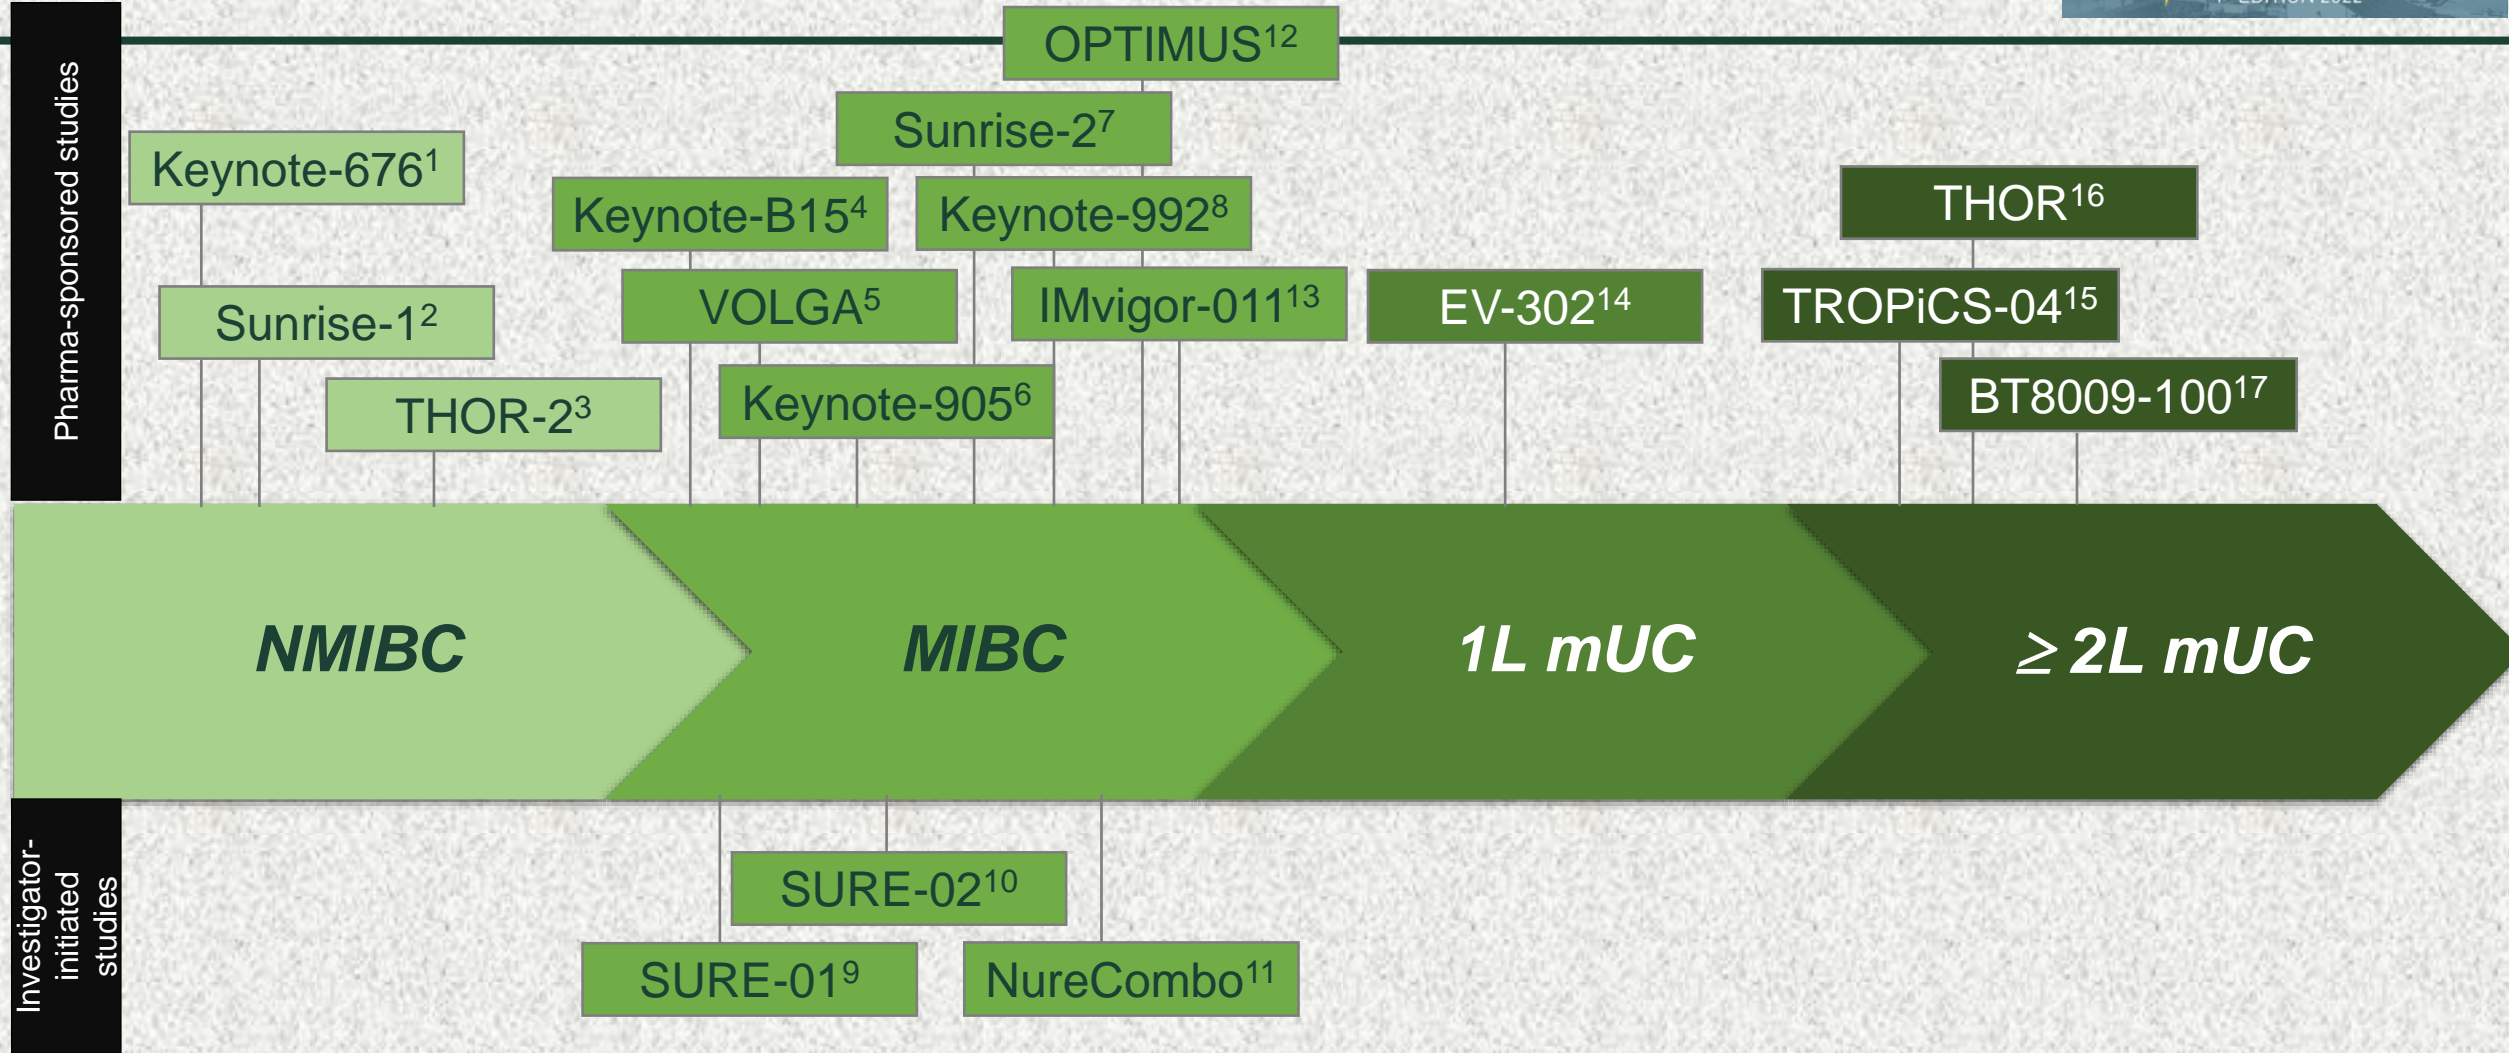 EDITION 2022
Pharma-sponsored studies
OPTIMUS12
Sunrise-27
Keynote-6761
Keynote-B154
Keynote-9928
THOR16
Sunrise-12
VOLGA5
IMvigor-01113
EV-30214
TROPiCS-0415
THOR-23
Keynote-9056
BT8009-10017
NMIBC
MIBC
1L mUC
≥ 2L mUC
Investigator-
initiated
studies
SURE-0210
SURE-019
NureCombo11